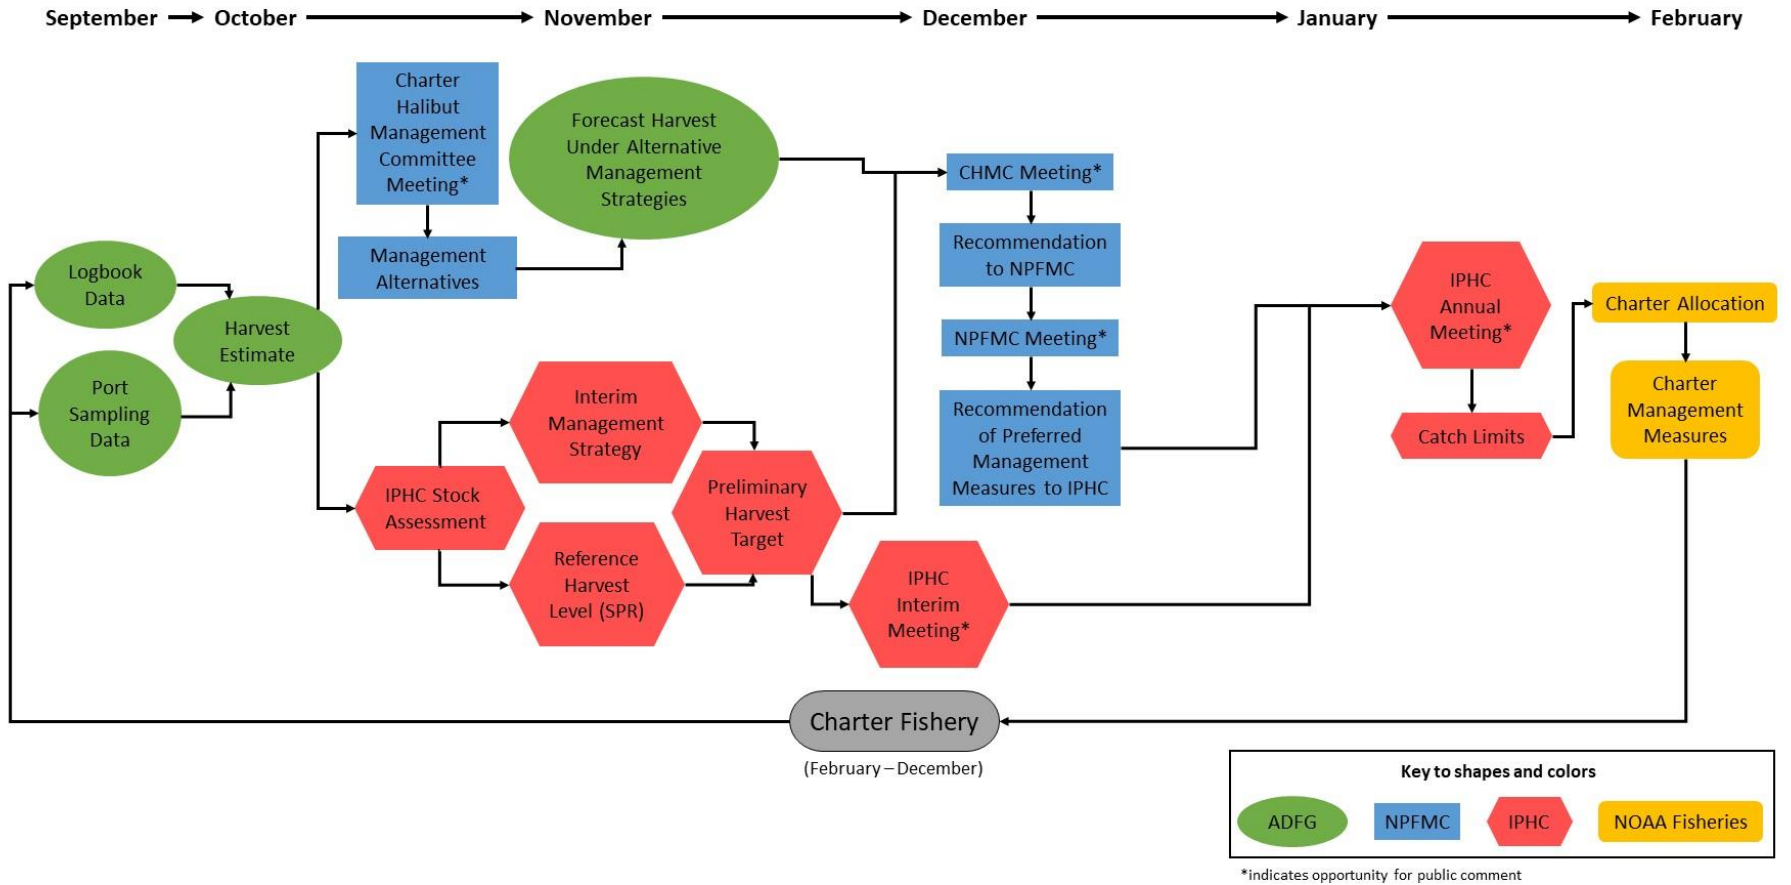 September
October
November
December
January
February
Charter
Halibut
Management
Committee
Meeting*
Management
Alternatives
Forecast Harvest
Under Alternative
Management
Strategies
Logbook
Data
Port
Sampling
Data
Harvest
Estimate
IPHC Stock
Assessment
Interim
Management
Strategy
Reference
Harvest
Level (SPR)
Preliminary
Harvest
Target
IPHC
Interim
Meeting*
CHMC Meeting*
Recommendation
to NPFMC
NPFMC Meeting*
Recommendation
of Preferred
Management
Measures to IPHC
IPHC
Annual
Meeting*
Catch Limits
Charter Allocation
Charter
Management
Measures
Charter Fishery
(February – December)
Key to shapes and colors
ADFG
NPFMC
IPHC
NOAA Fisheries
*indicates opportunity for public comment